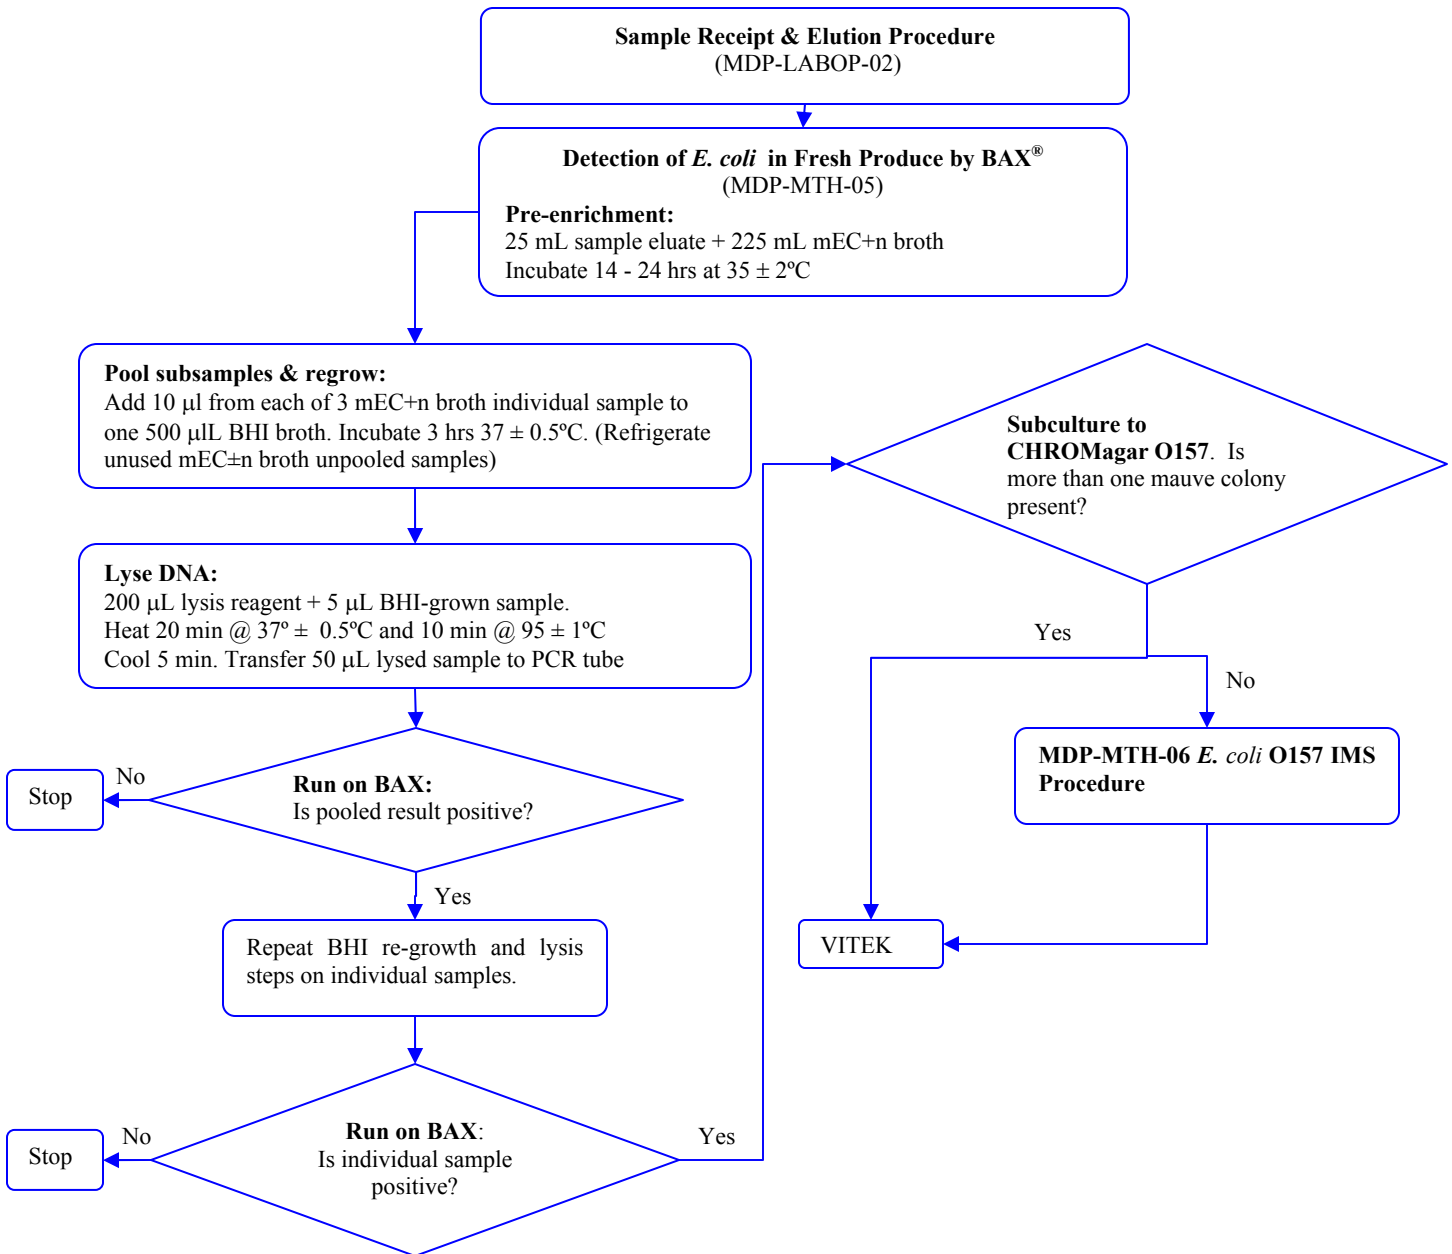 Sample Receipt & Elution Procedure
(MDP-LABOP-02)
Detection of E. coli in Fresh Produce by BAX®
(MDP-MTH-05)
Pre-enrichment:
25 mL sample eluate + 225 mL mEC+n broth
Incubate 14 - 24 hrs at 35 ± 2ºC
Pool subsamples & regrow:
Add 10 µl from each of 3 mEC+n broth individual sample to
one 500 µlL BHI broth. Incubate 3 hrs 37 ± 0.5ºC. (Refrigerate
unused mEC±n broth unpooled samples)
Lyse DNA:
200 µL lysis reagent + 5 µL BHI-grown sample.
Heat 20 min @ 37º ± 0.5ºC and 10 min @ 95 ± 1ºC
Cool 5 min. Transfer 50 µL lysed sample to PCR tube
Run on BAX:
Is pooled result positive?
No
Stop
Yes
Repeat BHI re-growth and lysis
steps on individual samples.
Run on BAX:
Is individual sample
positive?
No
Stop
Yes
Subculture to
CHROMagar O157. Is
more than one mauve colony
present?
Yes
No
MDP-MTH-06 E. coli O157 IMS
Procedure
VITEK